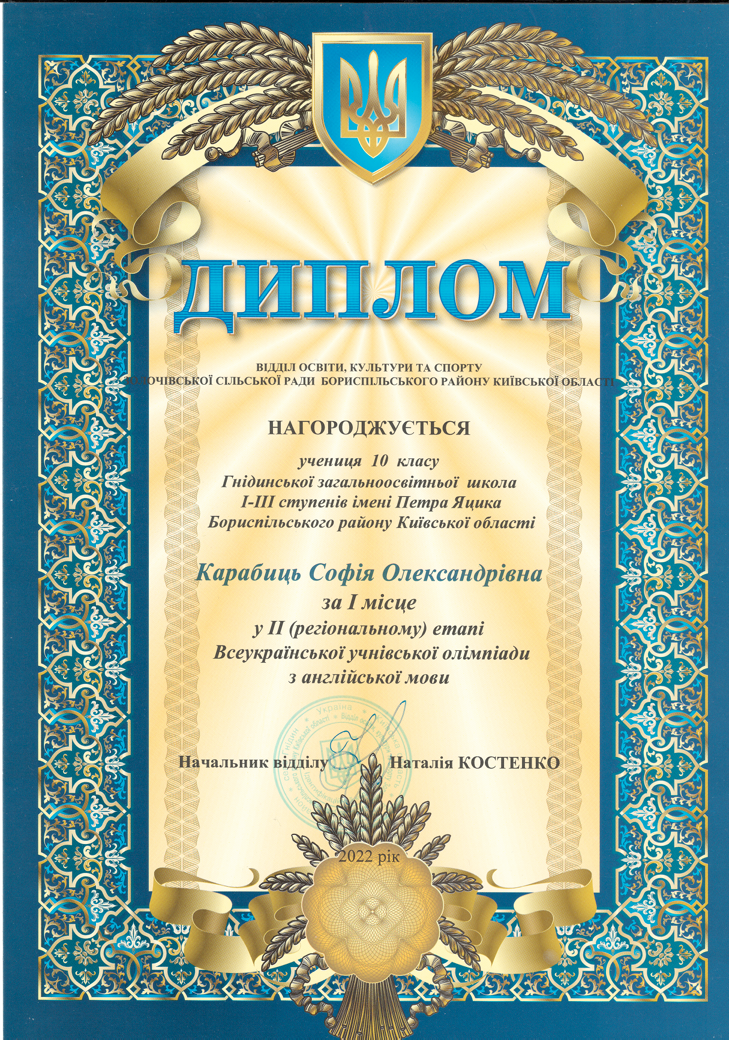 ДИПЛОМ
ВІДДІЛ ОСВІТИ, КУЛЬТУРИ ТА СПОРТУ
СІЛЬСЬКОЇ РАДИ БОРИСПІЛЬСЬКОГО РАЙОНУ КИЇВСЬКОЇ ОБЛАСТІ
НАГОРОДЖУЄТЬСЯ
учениця 10 класу
Гнідинської загальноосвітньої школа
І-ІІІ ступенів імені Петра Яцика
Бориспільського району Київської області
Карабиць Софія Олександрівна
за І місце
у ІІ (регіональному) етапі
Всеукраїнської учнівської олімпіади
з англійської мови
Україна
Начальник відділу Наталія КОСТЕНКО
2022 рік